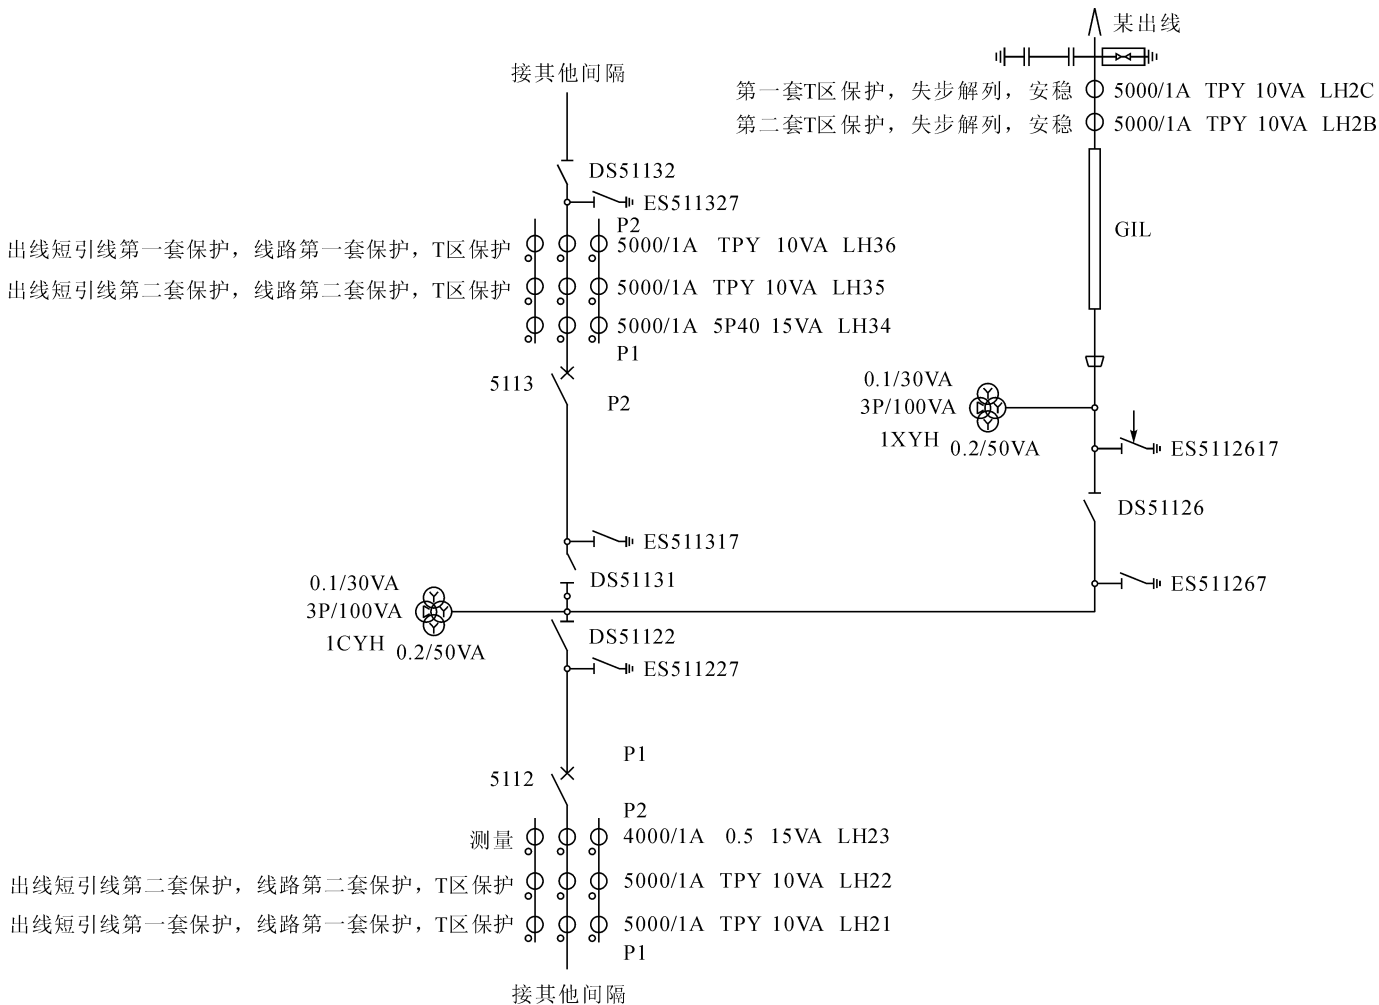 某出线
接其他间隔
第一套T区保护，失步解列，安稳 5000/1A TPY 10VA LH2C
第二套T区保护，失步解列，安稳 5000/1A TPY 10VA LH2B
DS51132
ES511327
P2
出线短引线第一套保护，线路第一套保护，T区保护 5000/1A TPY 10VA LH36
出线短引线第二套保护，线路第二套保护，T区保护 5000/1A TPY 10VA LH35
5000/1A 5P40 15VA LH34
P1
GIL
5113
P2
0.1/30VA
3P/100VA
1XYH
0.2/50VA
ES5112617
DS51126
ES511317
DS51131
ES511267
0.1/30VA
3P/100VA
1CYH
0.2/50VA
DS51122
ES511227
P1
5112
P2
测量 4000/1A 0.5 15VA LH23
出线短引线第二套保护，线路第二套保护，T区保护 5000/1A TPY 10VA LH22
出线短引线第一套保护，线路第一套保护，T区保护 5000/1A TPY 10VA LH21
P1
接其他间隔